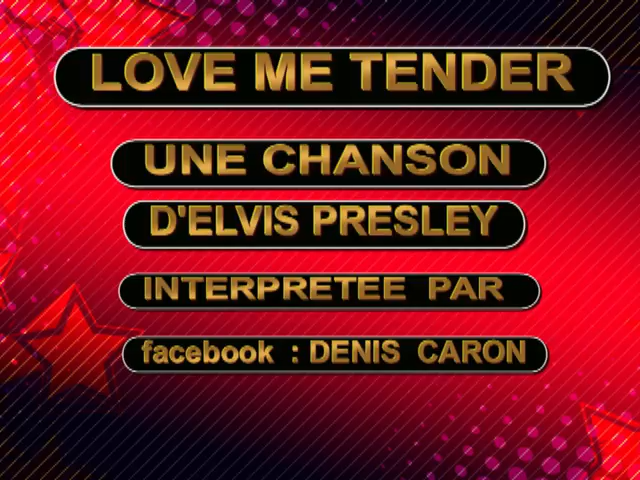 LOVE ME TENDER
UNE CHANSON
D'ELVIS PRESLEY
INTERPRETEE PAR
facebook : DENIS CARON